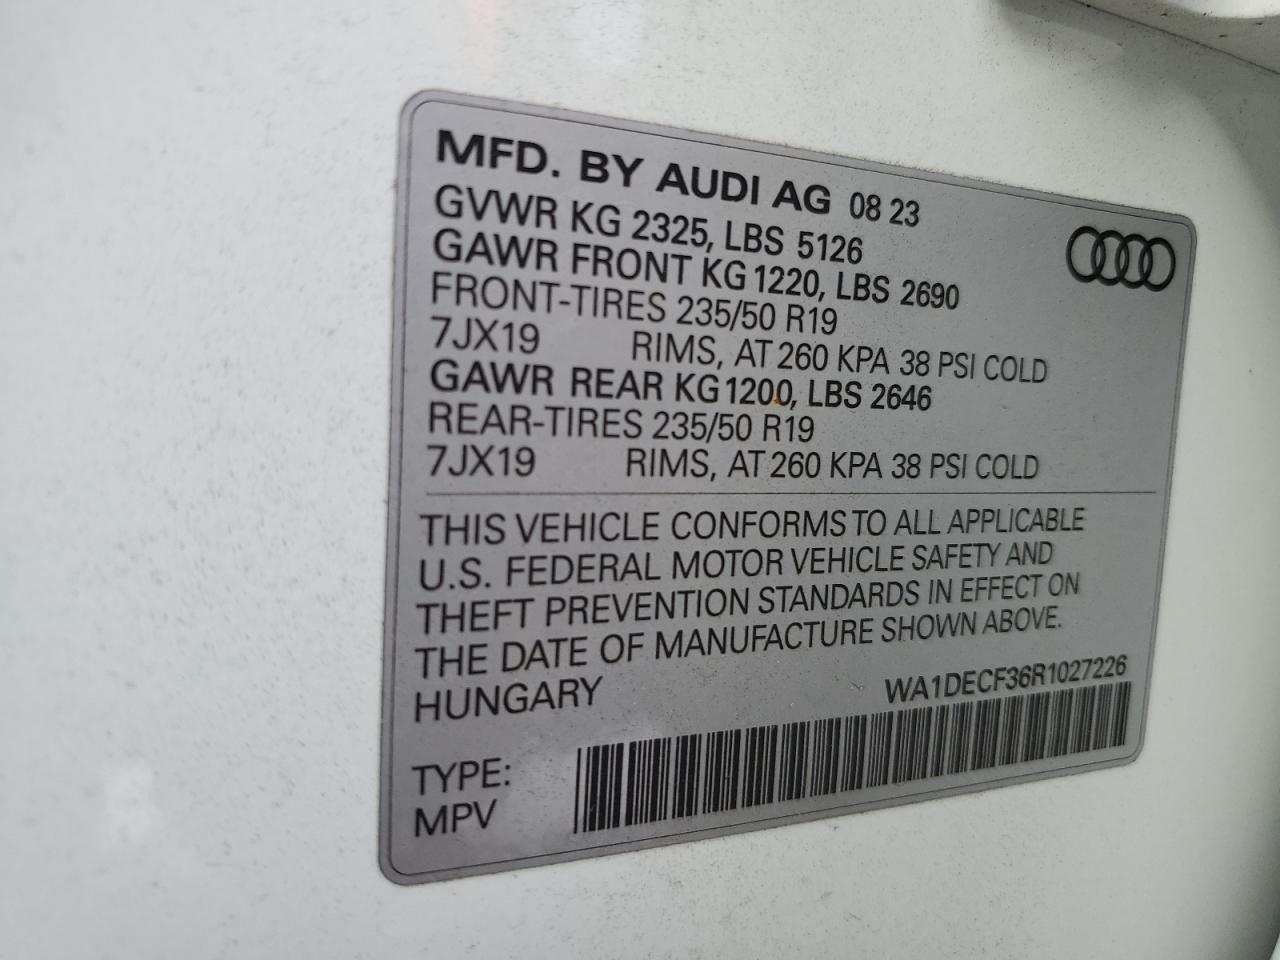 MFD. BY AUDI AG 08 23
GVWR KG 2325, LBS 5126
GAWR FRONT KG 1220, LBS 2690
FRONT-TIRES 235/50 R19
7JX19 RIMS, AT 260 KPA 38 PSI COLD
GAWR REAR KG 1200, LBS 2646
REAR-TIRES 235/50 R19
7JX19 RIMS, AT 260 KPA 38 PSI COLD
THIS VEHICLE CONFORMS TO ALL APPLICABLE
U.S. FEDERAL MOTOR VEHICLE SAFETY AND
THEFT PREVENTION STANDARDS IN EFFECT ON
THE DATE OF MANUFACTURE SHOWN ABOVE.
HUNGARY WA1DECF36R1027226
TYPE:
MPV